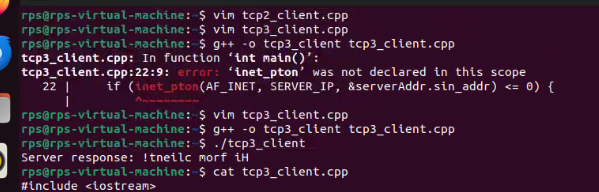 rps@rps-virtual-machine:~$ vim tcp2_client.cpp
rps@rps-virtual-machine:~$ vim tcp3_client.cpp
rps@rps-virtual-machine:~$ g++ -o tcp3_client tcp3_client.cpp
tcp3_client.cpp: In function ‘int main()’:
tcp3_client.cpp:22:9: error: ‘inet_pton’ was not declared in this scope
   22 |     if (inet_pton(AF_INET, SERVER_IP, &serverAddr.sin_addr) <= 0) {
      |         ^~~~~~~~~
rps@rps-virtual-machine:~$ vim tcp3_client.cpp
rps@rps-virtual-machine:~$ g++ -o tcp3_client tcp3_client.cpp
rps@rps-virtual-machine:~$ ./tcp3_client
Server response: !tneilc morf iH
rps@rps-virtual-machine:~$ cat tcp3_client.cpp
#include <iostream>